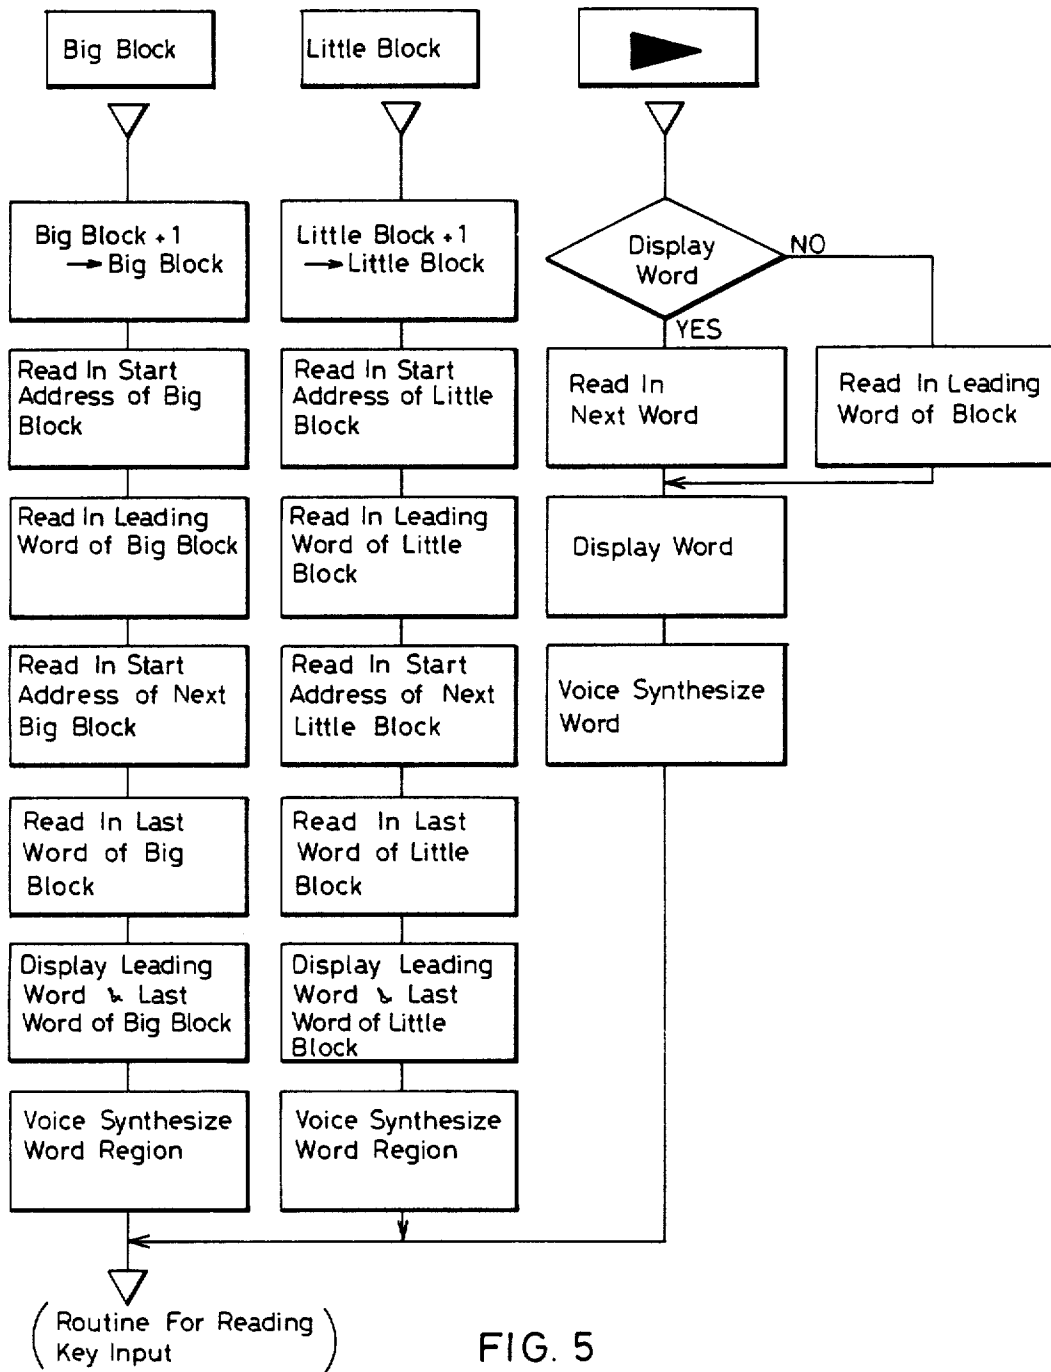 Big Block
Big Block + 1
→ Big Block
Read In Start
Address of Big
Block
Read In Leading
Word of Big Block
Read In Start
Address of Next
Big Block
Read In Last
Word of Big
Block
Display Leading
Word & Last
Word of Big Block
Voice Synthesize
Word Region
Little Block
Little Block + 1
→ Little Block
Read In Start
Address of Little
Block
Read In Leading
Word of Little
Block
Read In Start
Address of Next
Little Block
Read In Last
Word of Little
Block
Display Leading
Word & Last
Word of Little
Block
Voice Synthesize
Word Region
Display
Word
NO
YES
Read In
Next Word
Read In Leading
Word of Block
Display Word
Voice Synthesize
Word
(Routine For Reading
Key Input)
FIG. 5